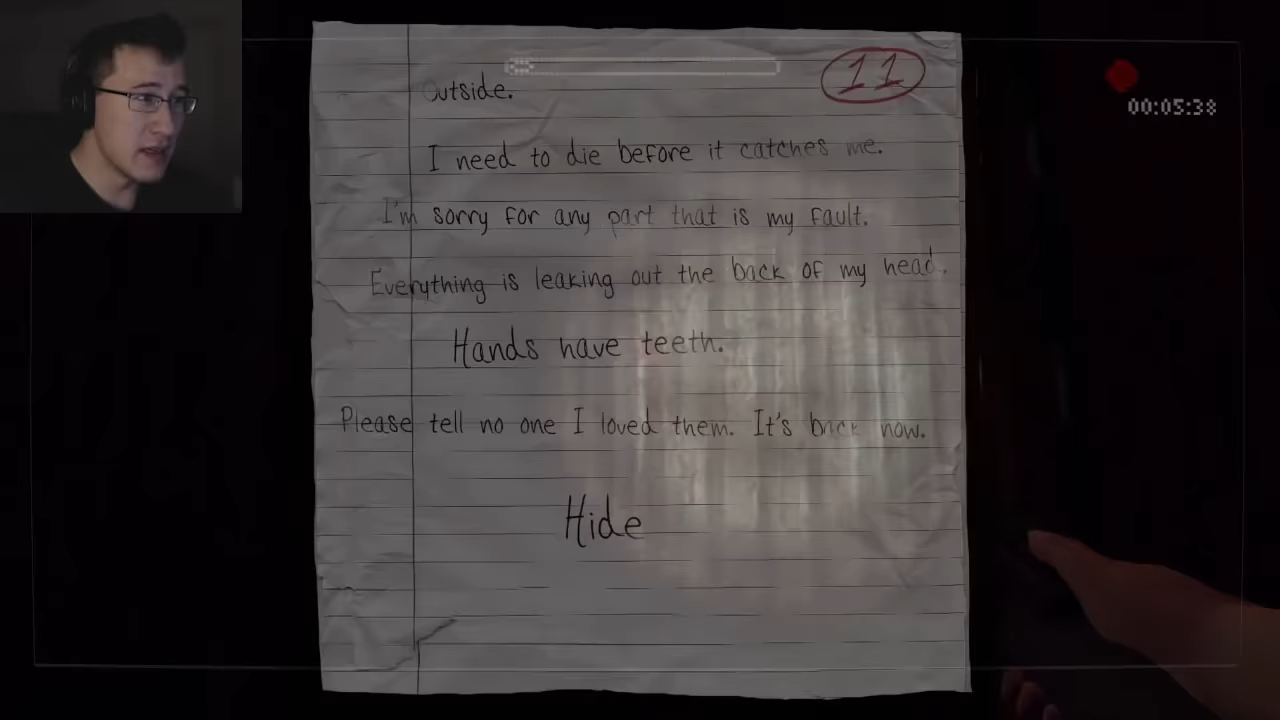 11
Outside.
00:05:38
I need to die before it catches me.
I'm sorry for any part that is my fault.
Everything is leaking out the back of my head.
Hands have teeth.
Please tell no one I loved them. It's back now.
Hide